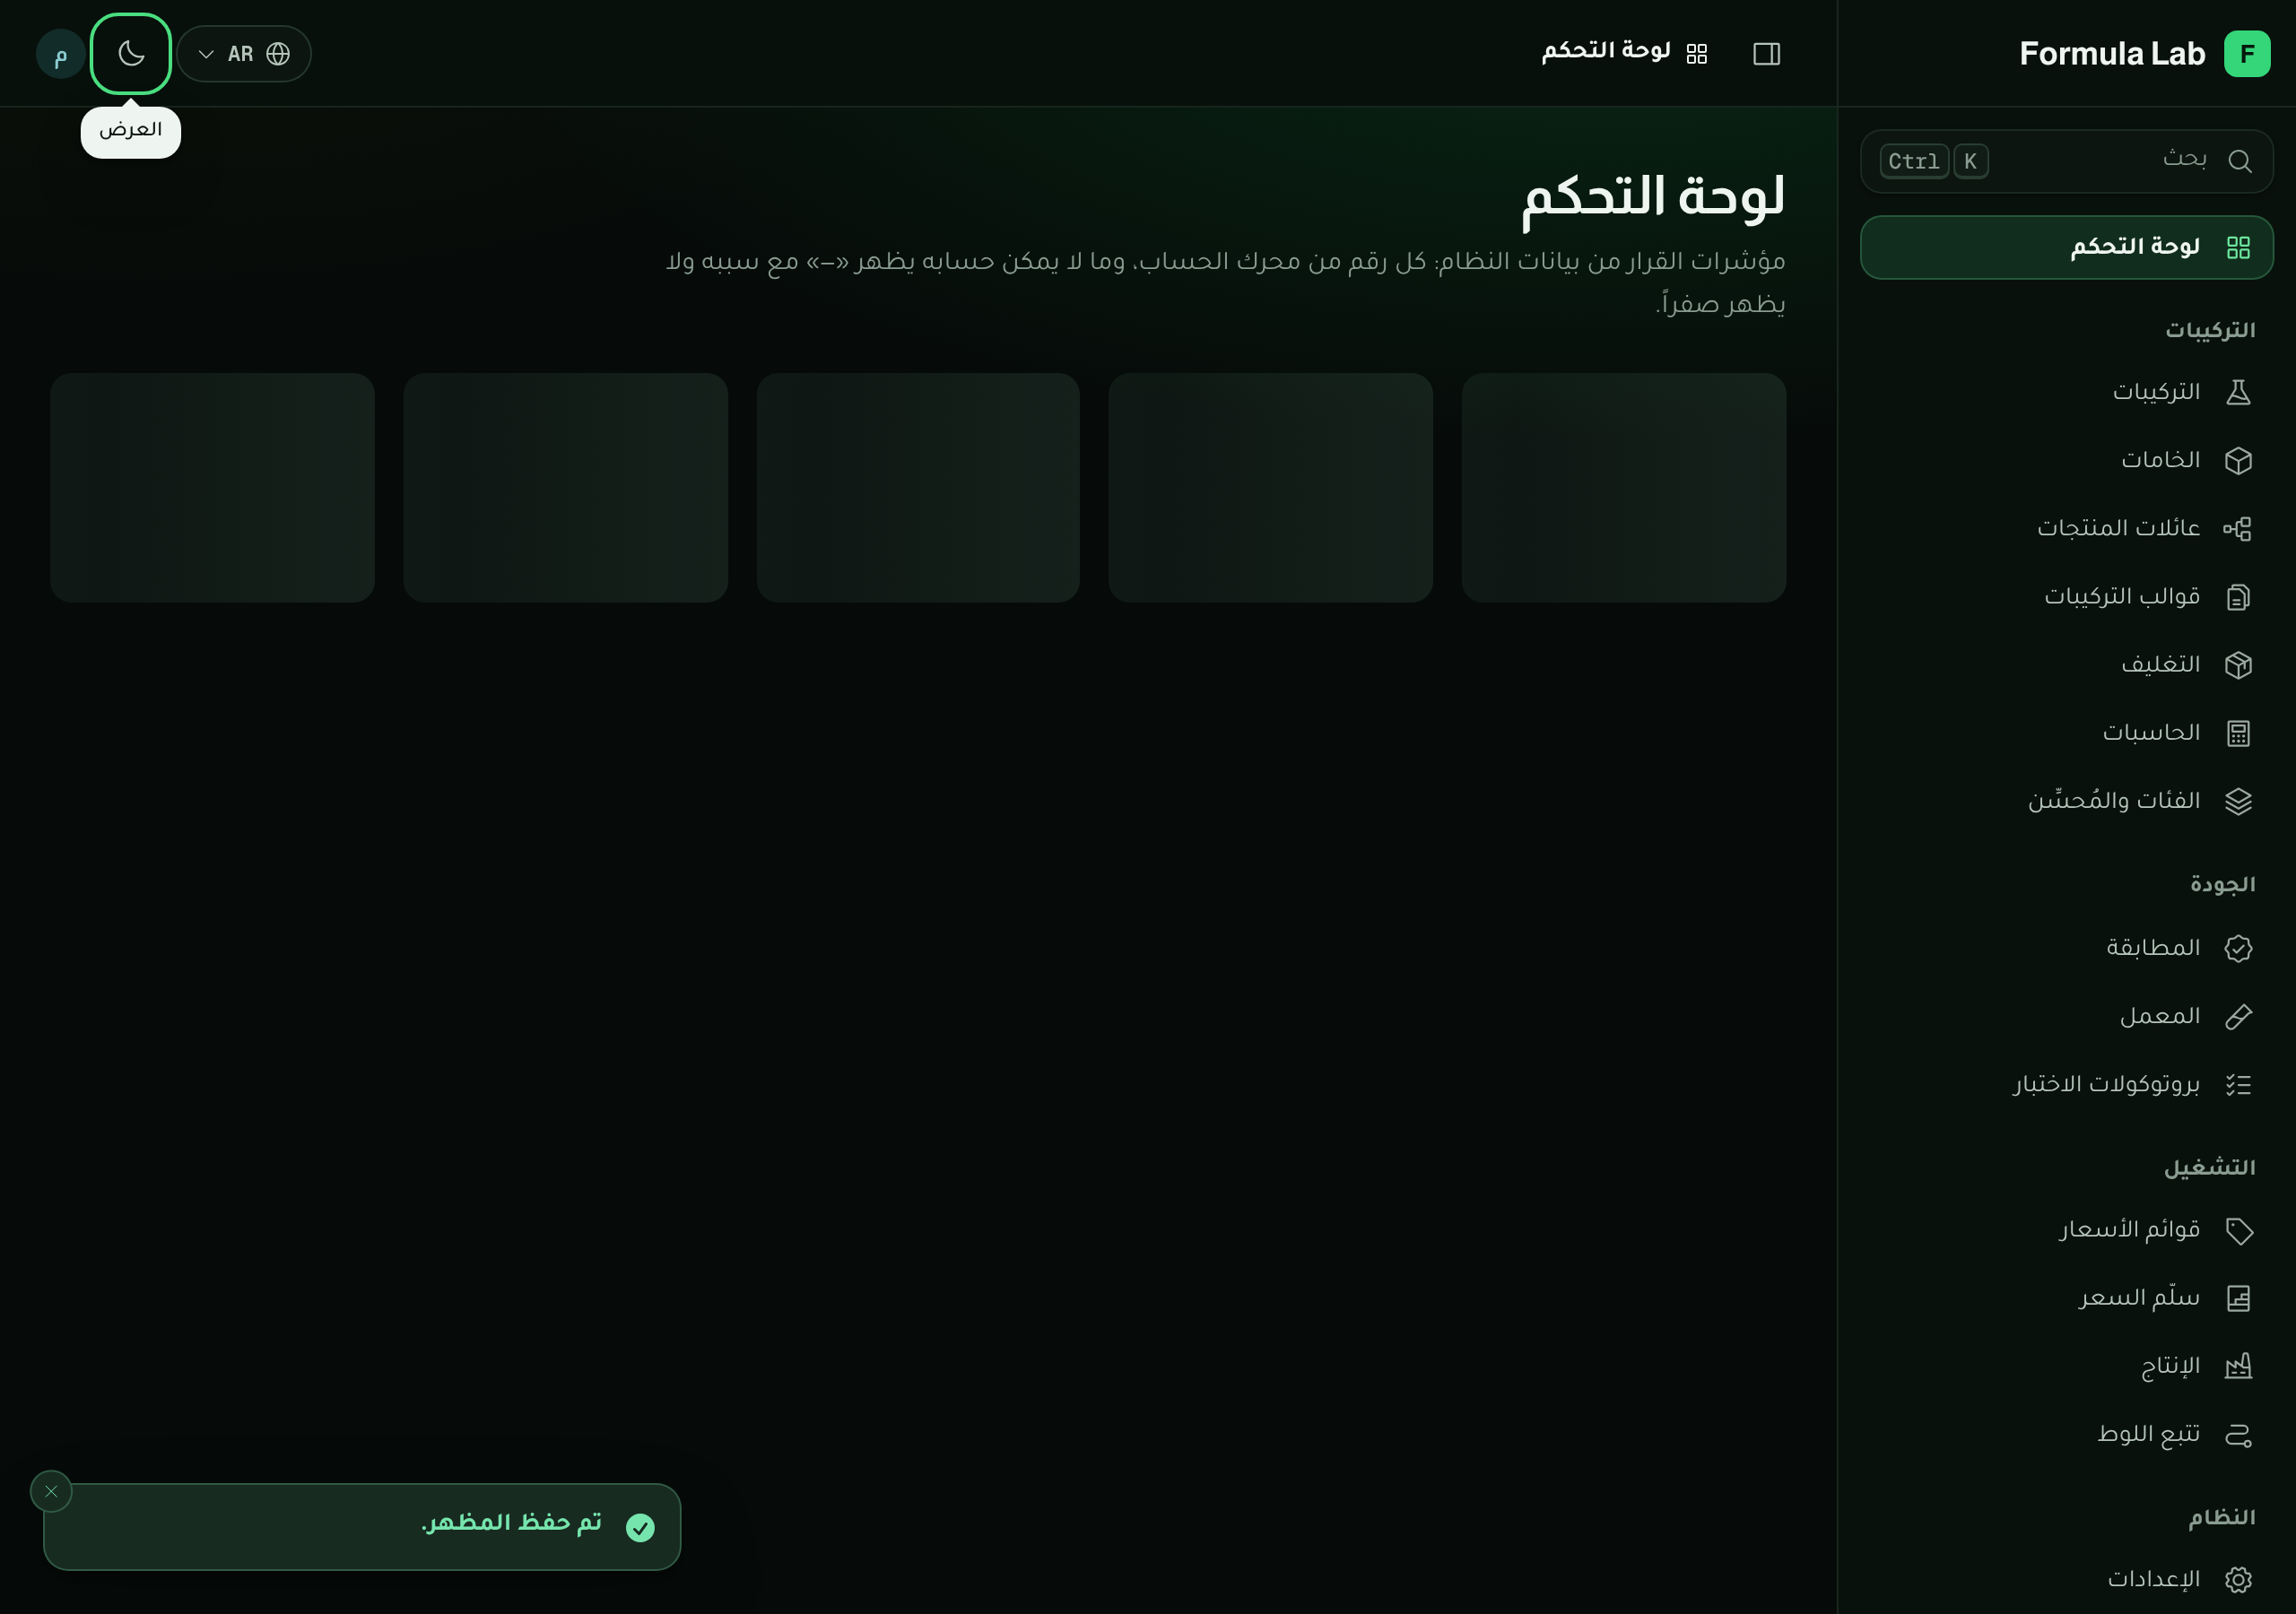 F Formula Lab
بحث
Ctrl K
لوحة التحكم
التركيبات
التركيبات
الخامات
عائلات المنتجات
قوالب التركيبات
التغليف
الحاسبات
الفئات والمُحسِّن
الجودة
المطابقة
المعمل
بروتوكولات الاختبار
التشغيل
قوائم الأسعار
سلّم السعر
الإنتاج
تتبع اللوط
النظام
الإعدادات
لوحة التحكم
AR
م
العرض
لوحة التحكم
مؤشرات القرار من بيانات النظام: كل رقم من محرك الحساب، وما لا يمكن حسابه يظهر «—» مع سببه ولا
يظهر صفراً.
تم حفظ المظهر.